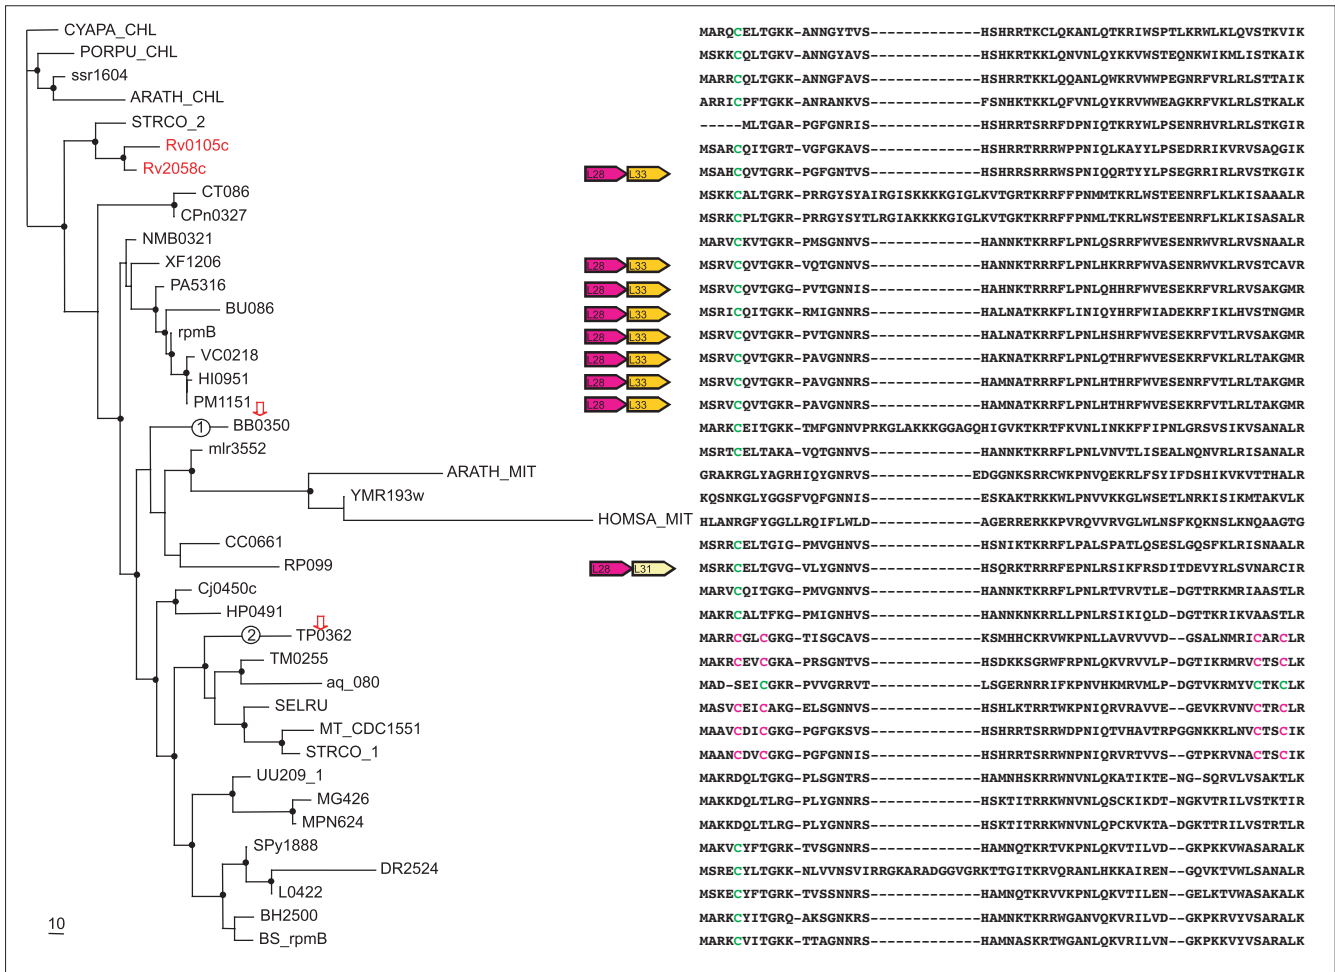 CYAPA_CHL MARQCELTGKK-ANNGYTVS-------------HSHRRTKCLQKANLQTKRIWSPTLKRWLKLQVSTKVIK
PORPU_CHL MSKKCQLTGKV-ANNGYAVS-------------HSHRRTKKLQNVNLQYKKVWSTEQNKWIKMLISTKAIK
ssr1604 MARRCQLTGKK-ANNGFAVS-------------HSHRRTKKLQQANLQWKRVWWPEGNRFVRLRLSTTAIK
ARATH_CHL ARRICPFTGKK-ANRANKVS-------------FSNHKTKKLQFVNLQYKRVWWEAGKRFVKLRLSTKALK
STRCO_2 -----MLTGAR-PGFGNRIS-------------HSHRRTSRRFDPNIQTKRYWLPSENRHVRLRLSTKGIR
Rv0105c MSARCQITGRT-VGFGKAVS-------------HSHRRTRRRWPPNIQLKAYYLPSEDRRIKVRVSAQGIK
Rv2058c L28 L33 MSAHCQVTGRK-PGFGNTVS-------------HSHRRSRRRWSPNIQQRTYYLPSEGRRIRLRVSTKGIK
CT086 MSKKCALTGRK-PRRGYSYAIRGISKKKKGIGLKVTGRTKRRFFPNMMTKRLWSTEENRFLKLKISAAALR
CPn0327 MSRKCPLTGKR-PRRGYSYTLRGIAKKKKGIGLKVTGKTKRRFFPNMLTKRLWSTEENRFLKLKISASALR
NMB0321 MARVCKVTGKR-PMSGNNVS-------------HANNKTKRRFLPNLQSRRFWVESENRWVRLRVSNAALR
XF1206 L28 L33 MSRVCQVTGKR-VQTGNNVS-------------HANNKTRRRFLPNLHKRRFWVASENRWVKLRVSTCAVR
PA5316 L28 L33 MSRVCQVTGKG-PVTGNNIS-------------HAHNKTRRRFLPNLQHHRFWVESEKRFVRLRVSAKGMR
BU086 L28 L33 MSRICQITGKK-RMIGNNRS-------------HALNATKRKFLINIQYHRFWIADEKRFIKLHVSTNGMR
rpmB L28 L33 MSRVCQVTGKR-PVTGNNRS-------------HALNATKRRFLPNLHSHRFWVESEKRFVTLRVSAKGMR
VC0218 L28 L33 MSRVCQVTGKR-PAVGNNRS-------------HAKNATKRRFLPNLQTHRFWVESEKRFVKLRLTAKGMR
HI0951 L28 L33 MSRVCQVTGKR-PAVGNNRS-------------HAMNATRRRFLPNLHTHRFWVESENRFVTLRLTAKGMR
PM1151 L28 L33 MSRVCQVTGKR-PAVGNNRS-------------HAMNATKRRFLPNLHTHRFWVESEKRFVTLRLTAKGMR
1 BB0350 MARKCEITGKK-TMFGNNVPRKGLAKKKGGAGQHIGVKTKRTFKVNLINKKFFIPNLGRSVSIKVSANALR
mlr3552 MSRTCELTAKA-VQTGNNVS-------------HANNKTKRRFLPNLVNVTLISEALNQNVRLRISANALR
ARATH_MIT GRAKRGLYAGRHIQYGNRVS------------EDGGNKSRRCWKPNVQEKRLFSYIFDSHIKVKVTTHALR
YMR193w KQSNKGLYGGSFVQFGNNIS-------------ESKAKTRKKWLPNVVKKGLWSETLNRKISIKMTAKVLK
HOMSA_MIT HLANRGFYGGLLRQIFLWLD-------------AGERRERKKPVRQVVRVGLWLNSFKQKNSLKNQAAGTG
CC0661 MSRRCELTGIG-PMVGHNVS-------------HSNIKTKRRFLPALSPATLQSESLGQSFKLRISNAALR
RP099 L28 L31 MSRKCELTGVG-VLYGNNVS-------------HSQRKTRRRFEPNLRSIKFRSDITDEVYRLSVNARCIR
Cj0450c MARVCQITGKG-PMVGNNVS-------------HANNKTKRRFLPNLRTVRVTLE-DGTTRKMRIAASTLR
HP0491 MAKRCALTFKG-PMIGNHVS-------------HANNKNKRRLLPNLRSIKIQLD-DGTTKRIKVAASTLR
2 TP0362 MARRCGLCGKG-TISGCAVS-------------KSMHHCKRVWKPNLLAVRVVVD-GSALNMRICARCLR
TM0255 MAKRCEVCGKA-PRSGNTVS-------------HSDKKSGRWFRPNLQKVRVVLP-DGTIKRMRVCTSCLK
aq_080 MAD-SEICGKR-PVVGRRVT-------------LSGERNRRIFKPNVHKMRVMLP-DGTVKRMYVCTKCLK
SELRU MASVCEICAKG-ELSGNNVS-------------HSHLKTRRTWKPNIQRVRAVVE--GEVKRVNVCTRCLR
MT_CDC1551 MAAVCDICGKG-PGFGKSVS-------------HSHRRTSRRWDPNIQTVHAVTRPGGNKKRLNVCTSCIK
STRCO_1 MAANCDVCGKG-PGFGNNIS-------------HSHRRTSRRWNPNIQRVRTVVS--GTPKRVNACTSCIK
UU209_1 MAKRDQLTGKG-PLSGNTRS-------------HAMNHSKRRWNVNLQKATIKTE-NG-SQRVLVSAKTLK
MG426 MAKKDQLTLRG-PLYGNNRS-------------HSKTITRRKWNVNLQSCKIKDT-NGKVTRILVSTKTIR
MPN624 MAKKDQLTLRG-PLYGNNRS-------------HSKTITRRKWNVNLQPCKVKTA-DGKTTRILVSTRTLR
SPy1888 MAKVCYFTGRK-TVSGNNRS-------------HAMNQTKRTVKPNLQKVTILVD--GKPKKVWASARALK
DR2524 MSRECYLTGKK-NLVVNSVIRRGKARADGGVGRKTTGITKRVQRANLHKKAIREN--GQVKTVWLSANALR
L0422 MSKECYFTGRK-TVSSNNRS-------------HAMNQTKRVVKPNLQKVTILEN--GELKTVWASAKALK
BH2500 MARKCYITGRQ-AKSGNKRS-------------HAMNKTKRRWGANVQKVRILVD--GKPKRVYVSARALK
BS_rpmB MARKCVITGKK-TTAGNNRS-------------HAMNASKRTWGANLQKVRILVN--GKPKKVYVSARALK
10